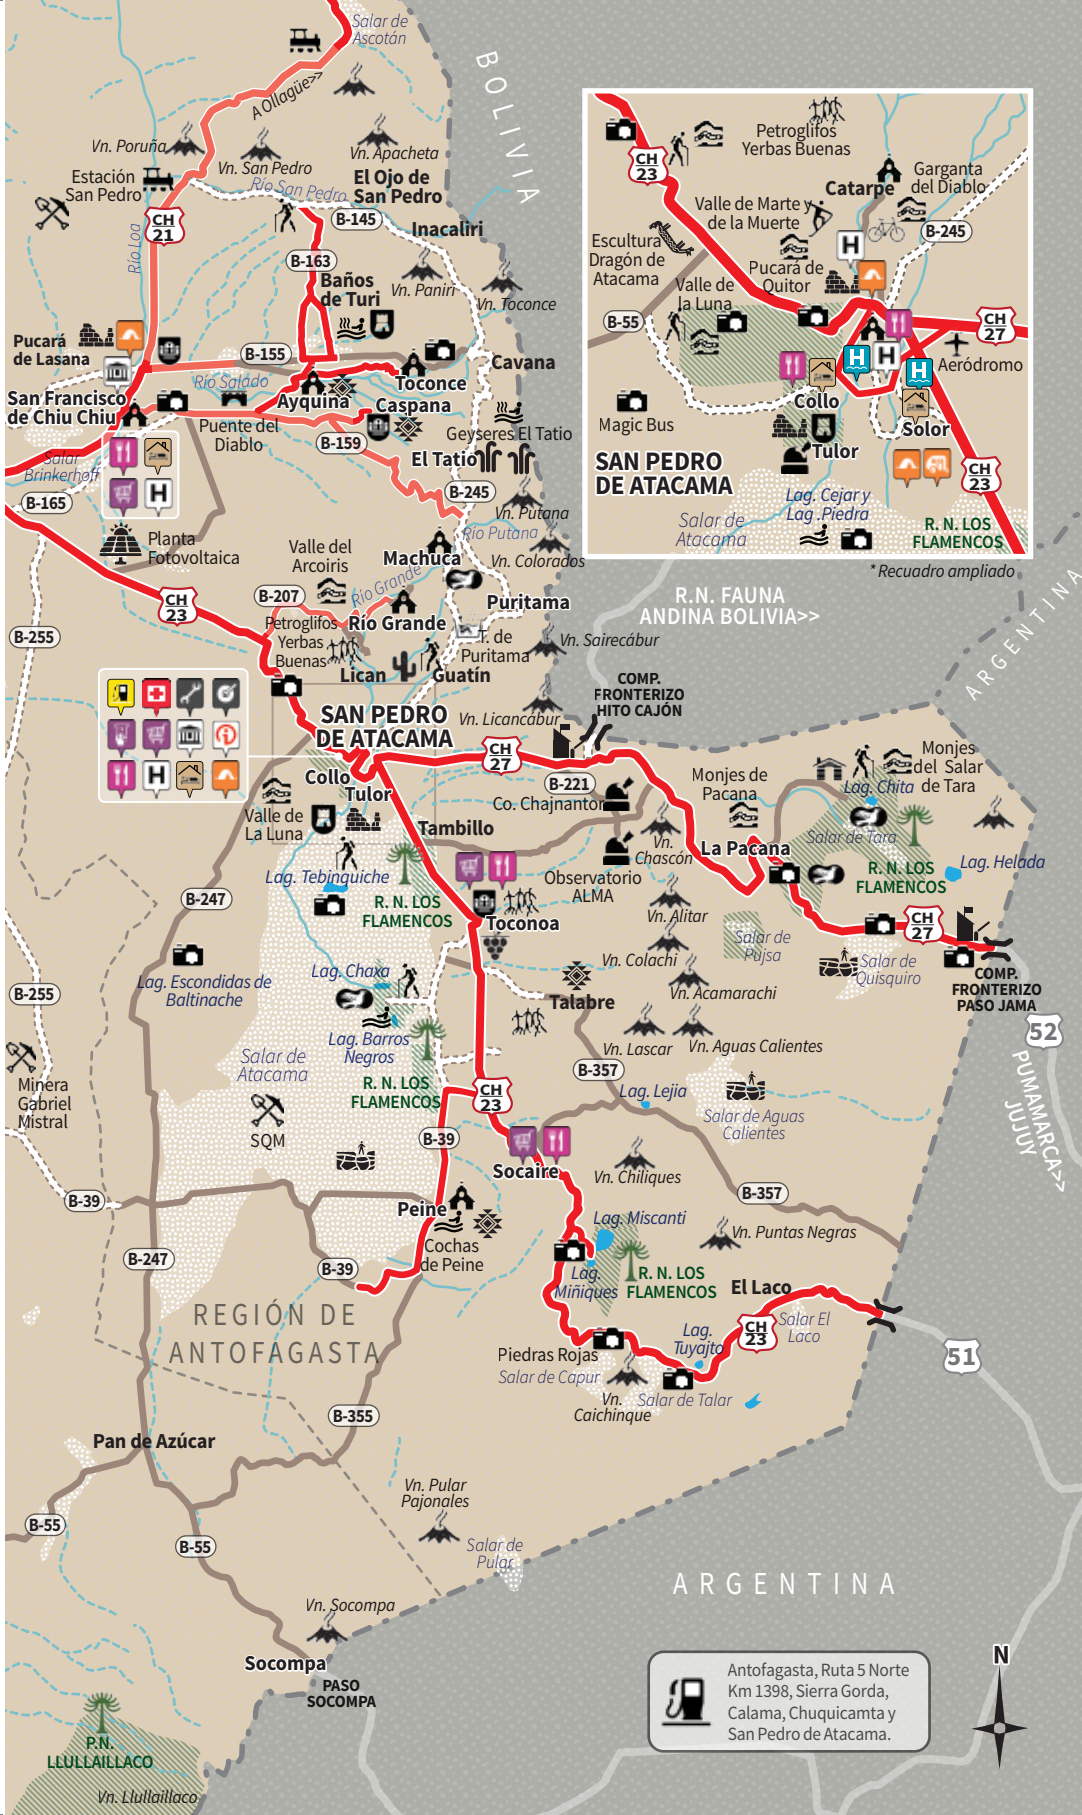 Salar de
Ascotán
BOLIVIA
A Ollagüe>>
Vn. Poruña
Vn. San Pedro
Vn. Apacheta
Estación
San Pedro
Río San Pedro
El Ojo de
San Pedro
CH
21
B-145
Inacaliri
Río Loa
B-163
Baños
de Turi
Vn. Paniri
Vn. Toconce
Pucará
de Lasana
B-155
Cavana
Río Salado
Toconce
San Francisco
de Chiu Chiu
Ayquina
Caspana
Puente del
Diablo
B-159
Geyseres El Tatio
El Tatio
Salar
Brinkerhoff
H
B-165
B-245
Vn. Putana
Río Putana
Planta
Fotovoltaica
Valle del
Arcoiris
Machuca
Vn. Colorados
Río Grande
B-207
CH
23
Puritama
Petroglifos
Yerbas
Buenas
Río Grande
T. de
Puritama
Vn. Sairecábur
B-255
Lican
Guatín
Petroglifos
Yerbas Buenas
CH
23
Garganta
del Diablo
Catarpe
Valle de Marte y
de la Muerte
H
B-245
Escultura
Dragón de
Atacama
Pucará de
Quitor
Valle de
la Luna
B-55
CH
27
Aeródromo
H
H
H
Collo
Magic Bus
Solor
Tulor
SAN PEDRO
DE ATACAMA
CH
23
Lag. Cejar y
Lag .Piedra
Salar de
Atacama
R. N. LOS
FLAMENCOS
* Recuadro ampliado
R.N. FAUNA
ANDINA BOLIVIA>>
ARGENTINA
COMP.
FRONTERIZO
HITO CAJÓN
Vn. Licancábur
SAN PEDRO
DE ATACAMA
H
CH
27
B-221
Collo
Tulor
Co. Chajnantor
Monjes de
Pacana
Monjes
del Salar
de Tara
Lag. Chita
Valle de
La Luna
Tambillo
Vn.
Chascón
La Pacana
Salar de Tara
Lag. Helada
Lag. Tebinguiche
Observatorio
ALMA
R. N. LOS
FLAMENCOS
B-247
R. N. LOS
FLAMENCOS
Toconoa
Vn. Alitar
CH
27
Salar de
Pujsa
Vn. Colachi
Salar de
Quisquiro
Lag. Chaxa
Lag. Escondidas de
Baltinache
Vn. Acamarachi
COMP.
FRONTERIZO
PASO JAMA
B-255
Talabre
52
Lag. Barros
Negros
Vn. Lascar
Vn. Aguas Calientes
Salar de
Atacama
B-357
PUMAMARCA>>
JUJUY
Minera
Gabriel
Mistral
R. N. LOS
FLAMENCOS
CH
23
Lag. Lejia
Salar de Aguas
Calientes
SQM
B-39
Socaire
Vn. Chiliques
B-39
B-357
Peine
Lag. Miscanti
Vn. Puntas Negras
B-247
B-39
Cochas
de Peine
Lag.
Miñiques
R. N. LOS
FLAMENCOS
El Laco
REGIÓN DE
ANTOFAGASTA
CH
23
Salar El
Laco
Lag.
Tuyajto
51
Piedras Rojas
Salar de Capur
Vn.
Caichinque
Salar de Talar
B-355
Pan de Azúcar
Vn. Pular
Pajonales
B-55
B-55
Salar de
Pular
ARGENTINA
Vn. Socompa
Socompa
PASO
SOCOMPA
N
Antofagasta, Ruta 5 Norte
Km 1398, Sierra Gorda,
Calama, Chuquicamta y
San Pedro de Atacama.
P.N.
LLULLAILLACO
Vn. Llullaillaco